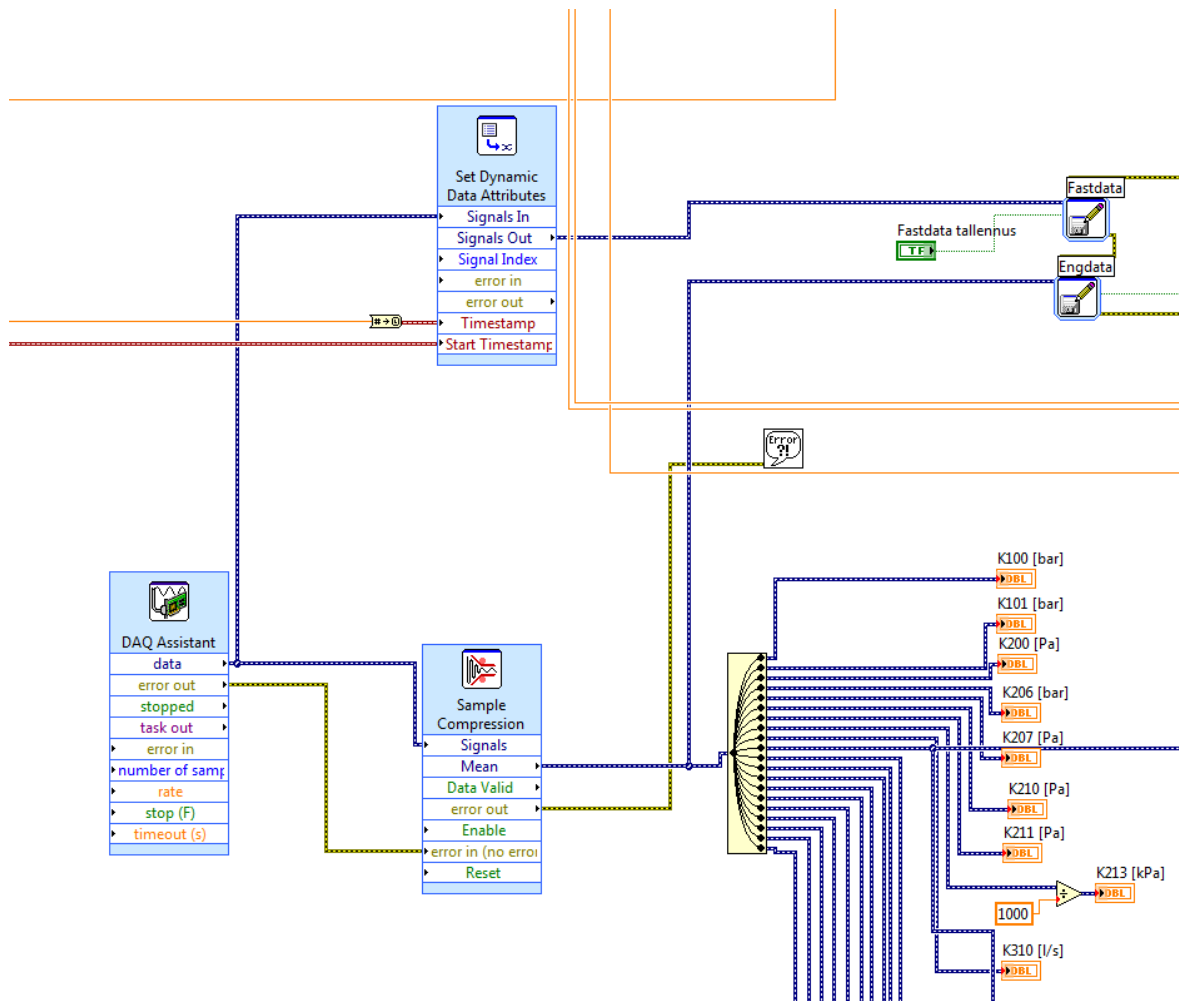 Set Dynamic
Data Attributes
Signals In
Signals Out
Signal Index
error in
error out
Timestamp
Start Timestamp
Fastdata
Fastdata tallennus
TF
Engdata
Error
?!
DAQ Assistant
data
error out
stopped
task out
error in
number of samp
rate
stop (F)
timeout (s)
Sample
Compression
Signals
Mean
Data Valid
error out
Enable
error in (no erro
Reset
K100 [bar]
DBL
K101 [bar]
DBL
K200 [Pa]
DBL
K206 [bar]
DBL
K207 [Pa]
DBL
K210 [Pa]
DBL
K211 [Pa]
DBL
K213 [kPa]
DBL
1000
K310 [l/s]
DBL